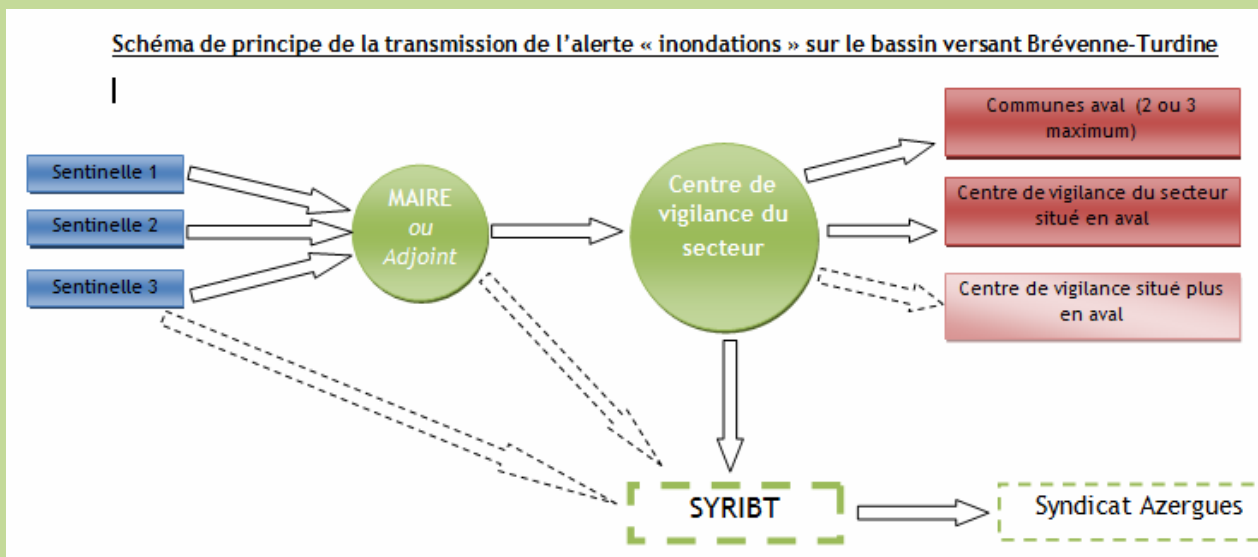 Schéma de principe de la transmission de l'alerte « inondations » sur le bassin versant Brévenne-Turdine
Sentinelle 1
Sentinelle 2
Sentinelle 3
MAIRE
ou
Adjoint
Centre de
vigilance du
secteur
Communes aval (2 ou 3
maximum)
Centre de vigilance du secteur
situé en aval
Centre de vigilance situé plus
en aval
SYRIBT
Syndicat Azergues